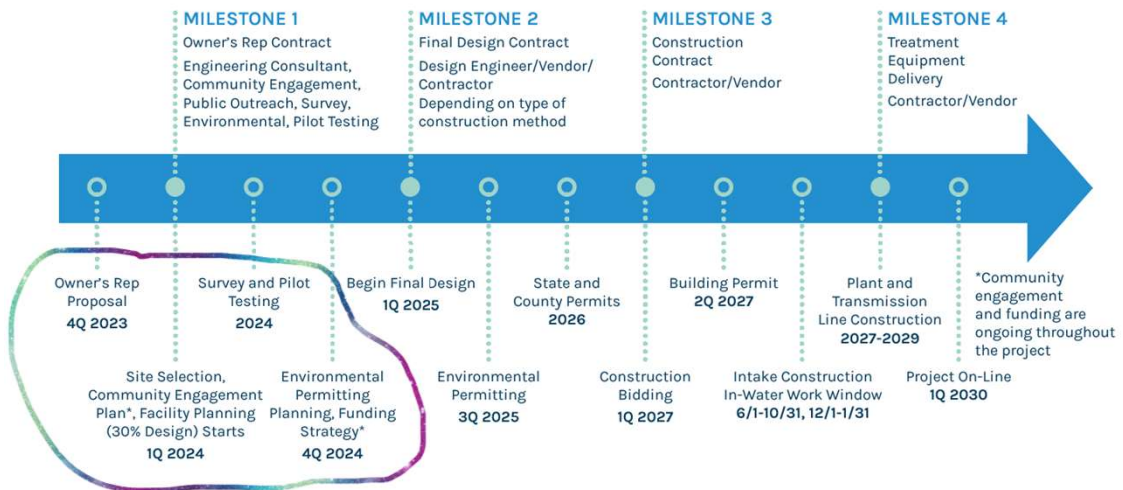 MILESTONE 1
Owner's Rep Contract
Engineering Consultant,
Community Engagement,
Public Outreach, Survey,
Environmental, Pilot Testing
MILESTONE 2
Final Design Contract
Design Engineer/Vendor/
Contractor
Depending on type of
construction method
MILESTONE 3
Construction
Contract
Contractor/Vendor
MILESTONE 4
Treatment
Equipment
Delivery
Contractor/Vendor
Owner's Rep
Proposal
4Q 2023
Survey and Pilot
Testing
2024
Begin Final Design
1Q 2025
State and
County Permits
2026
Building Permit
2Q 2027
Plant and
Transmission
Line Construction
2027-2029
*Community
engagement
and funding are
ongoing throughout
the project
Site Selection,
Community Engagement
Plan*, Facility Planning
(30% Design) Starts
1Q 2024
Environmental
Permitting
Planning, Funding
Strategy*
4Q 2024
Environmental
Permitting
3Q 2025
Construction
Bidding
1Q 2027
Intake Construction
In-Water Work Window
6/1-10/31, 12/1-1/31
Project On-Line
1Q 2030